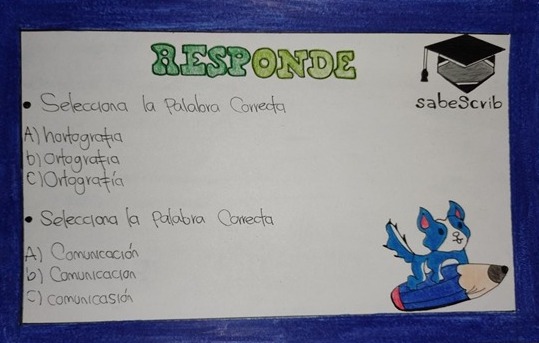 RESPONDE
sabeScrib
• Selecciona la Palabra Correcta
A) hortografia
b) ortografia
C) Ortografía
• Selecciona la Palabra Correcta
A) Comunicación
b) Comunicacion
C) comunicasión